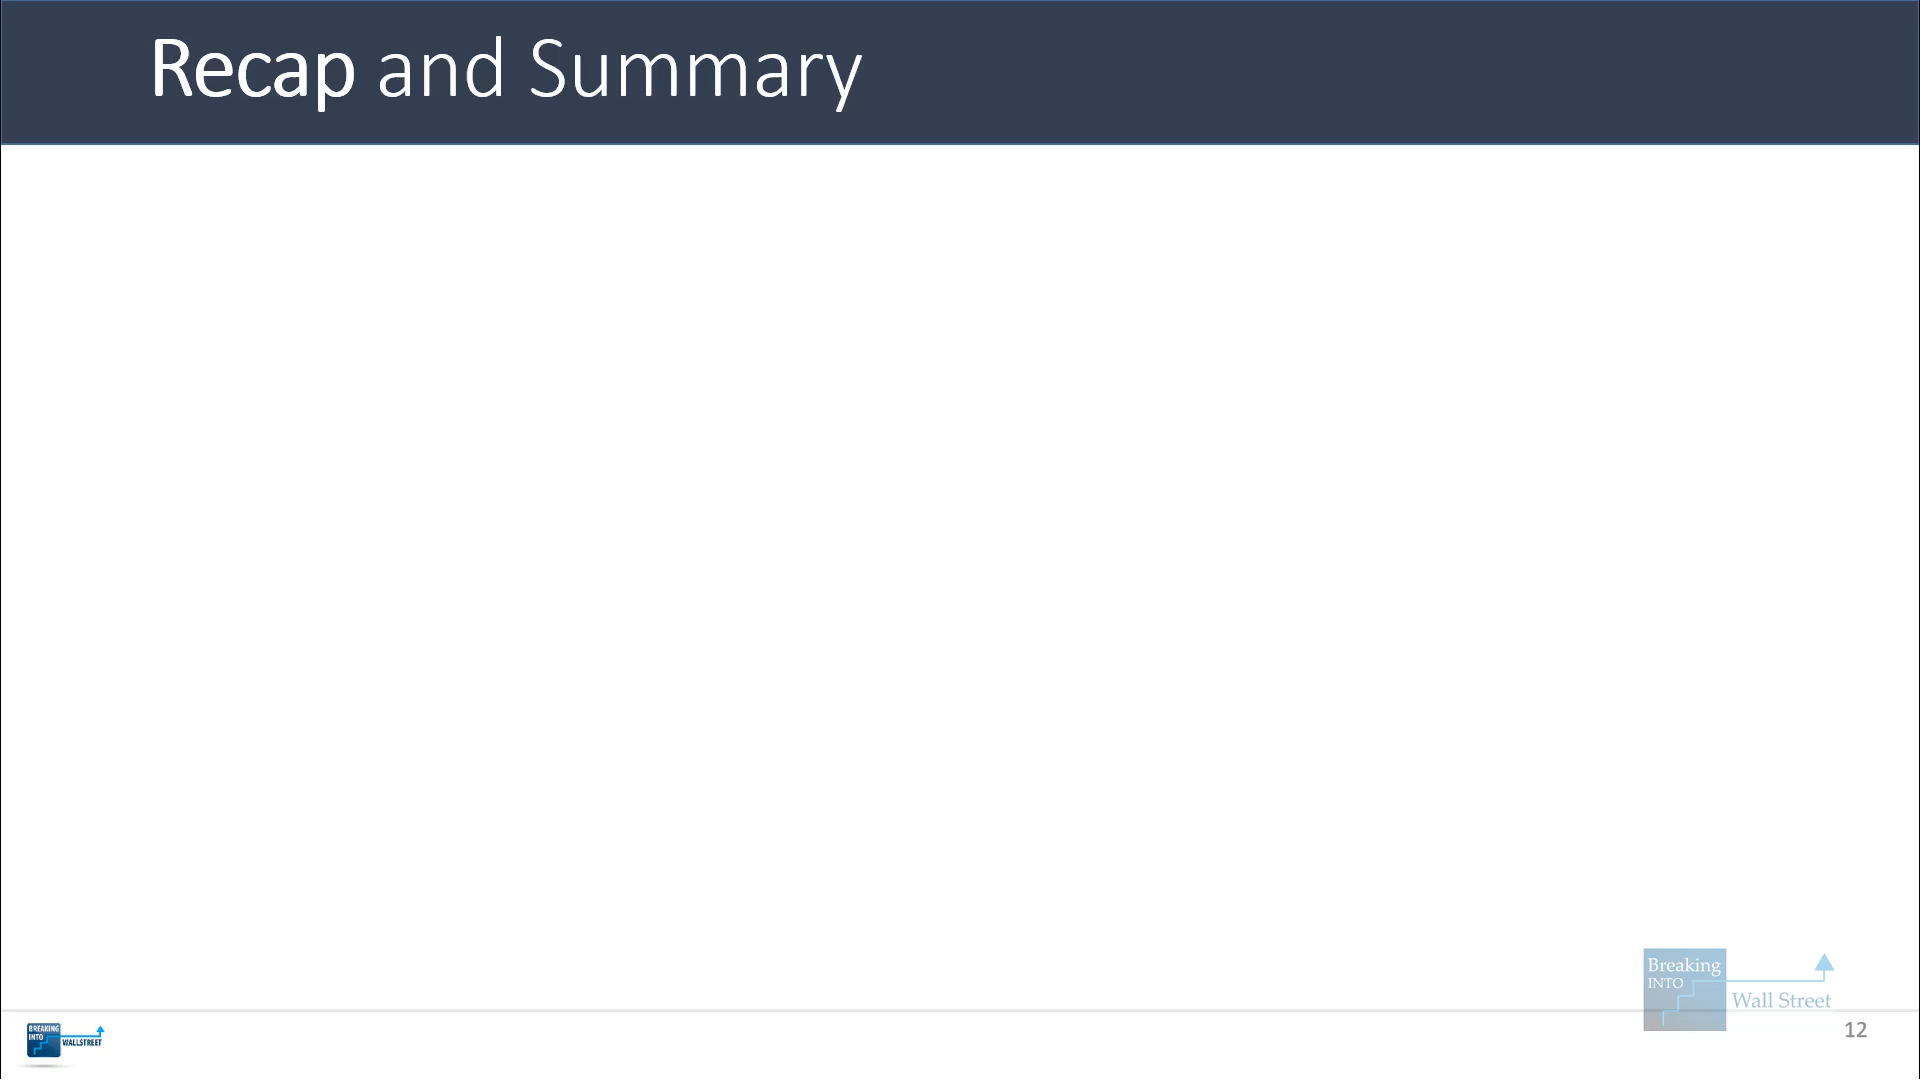 Recap and Summary
Breaking
INTO
Wall Street
BREAKING
INTO
WALLSTREET
12